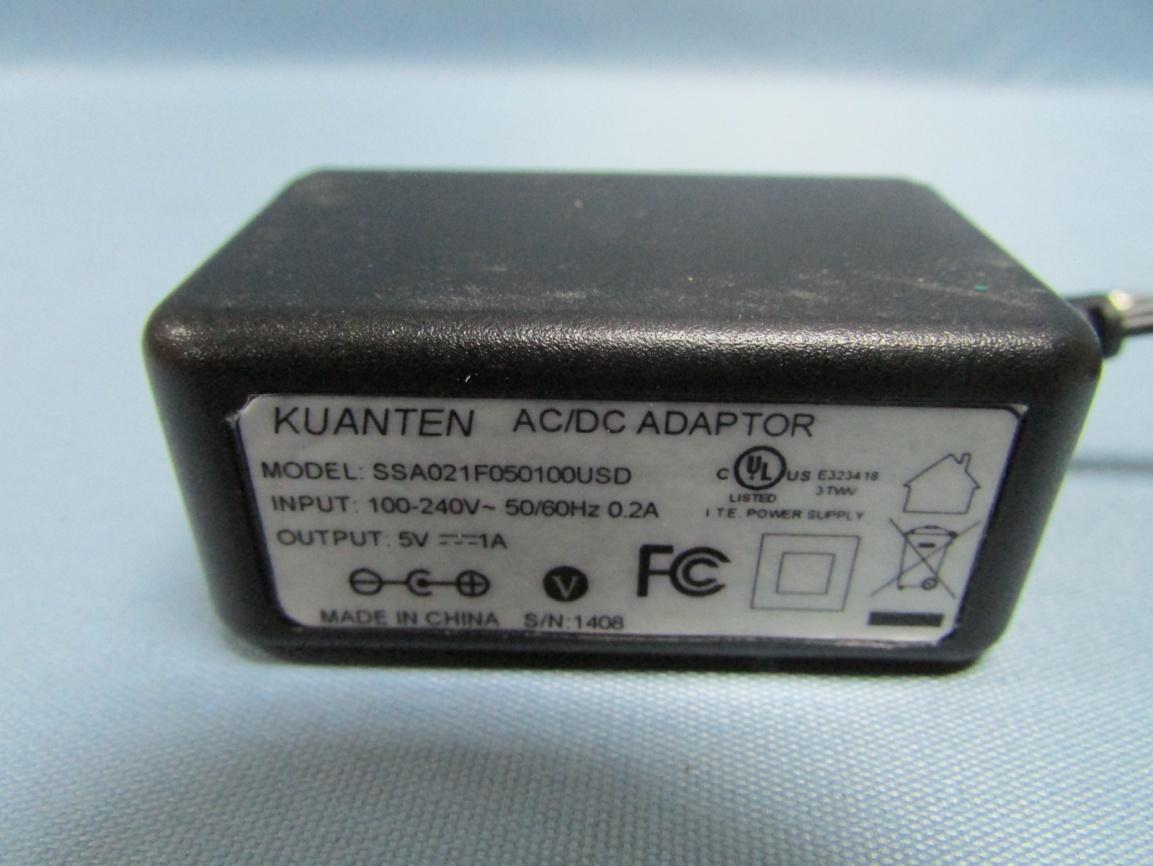 KUANTEN AC/DC ADAPTOR
MODEL: SSA021F050100USD
INPUT: 100-240V~ 50/60Hz 0.2A
OUTPUT: 5V ⎓1A
C UL US E323418
LISTED 3TWV
I.T.E. POWER SUPPLY
V
FC
MADE IN CHINA S/N:1408